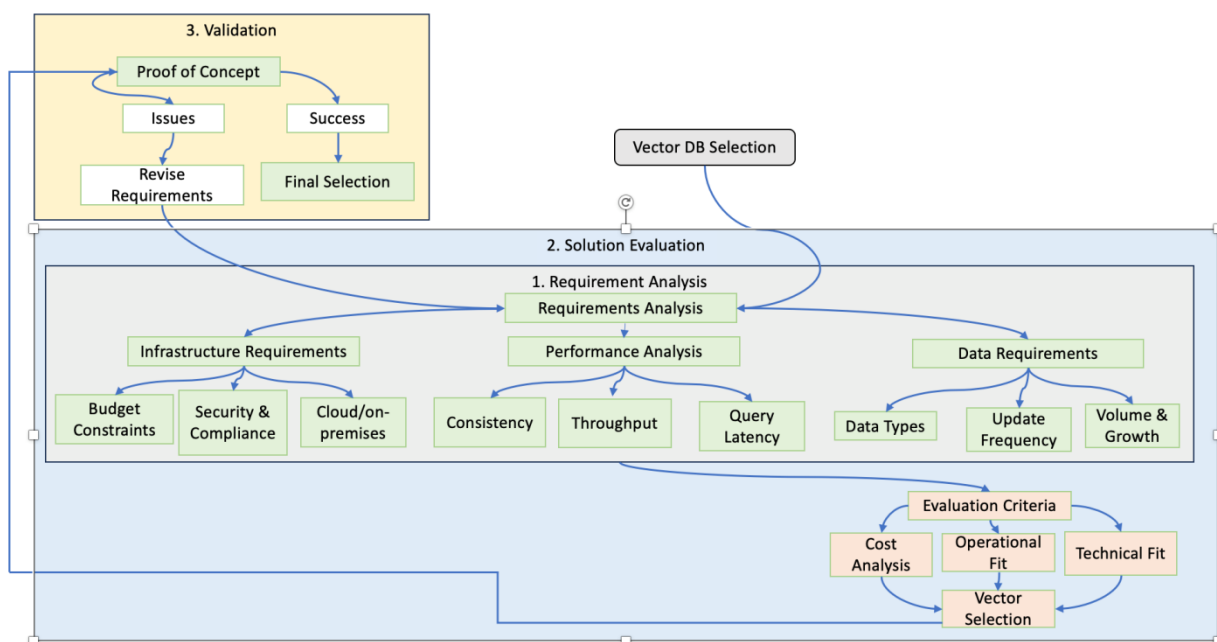 3. Validation
Proof of Concept
Issues
Success
Revise
Requirements
Final Selection
Vector DB Selection
2. Solution Evaluation
1. Requirement Analysis
Requirements Analysis
Infrastructure Requirements
Performance Analysis
Data Requirements
Budget
Constraints
Security &
Compliance
Cloud/on-
premises
Consistency
Throughput
Query
Latency
Data Types
Update
Frequency
Volume &
Growth
Evaluation Criteria
Cost
Analysis
Operational
Fit
Technical Fit
Vector
Selection